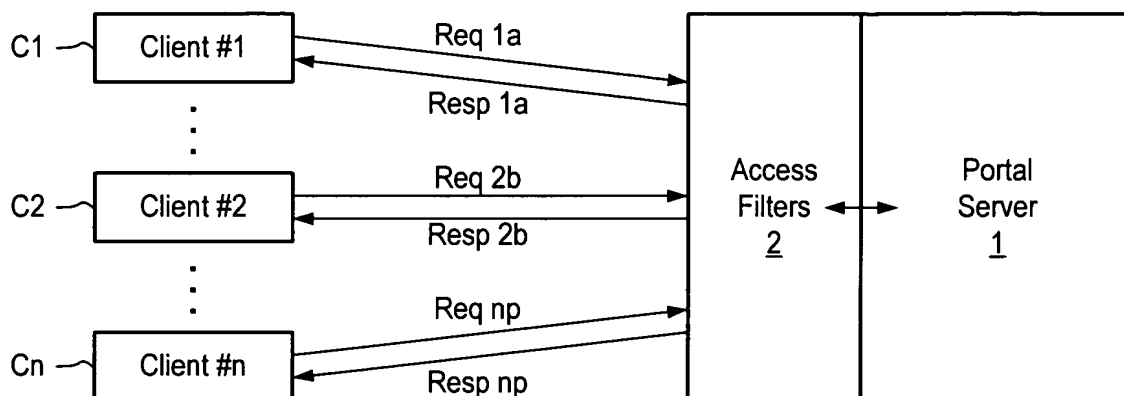 C1
Client #1
Req 1a
Resp 1a
C2
Client #2
Req 2b
Resp 2b
Cn
Client #n
Req np
Resp np
Access
Filters
2
Portal
Server
1